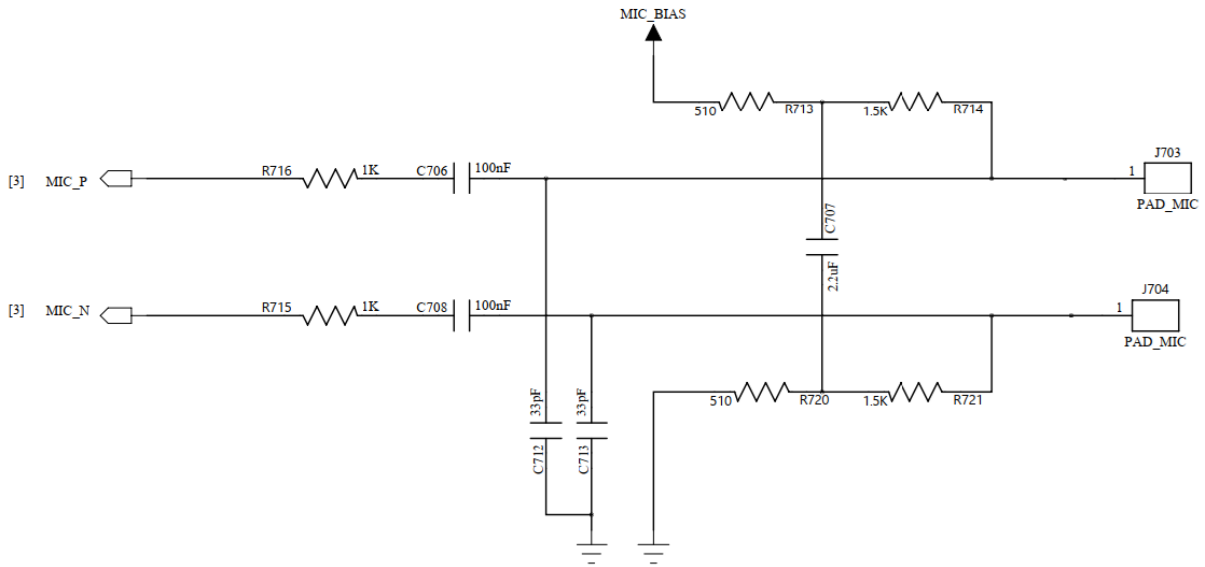 MIC_BIAS
510
R713
1.5K
R714
J703
[3]
MIC_P
R716
1K
C706
100nF
1
PAD_MIC
C707
2.2uF
J704
[3]
MIC_N
R715
1K
C708
100nF
1
PAD_MIC
33pF
33pF
510
R720
1.5K
R721
C712
C713